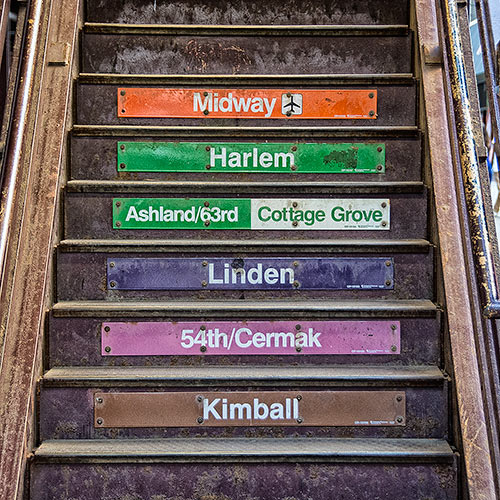 Midway
Harlem
Ashland/63rd Cottage Grove
Linden
54th/Cermak
Kimball